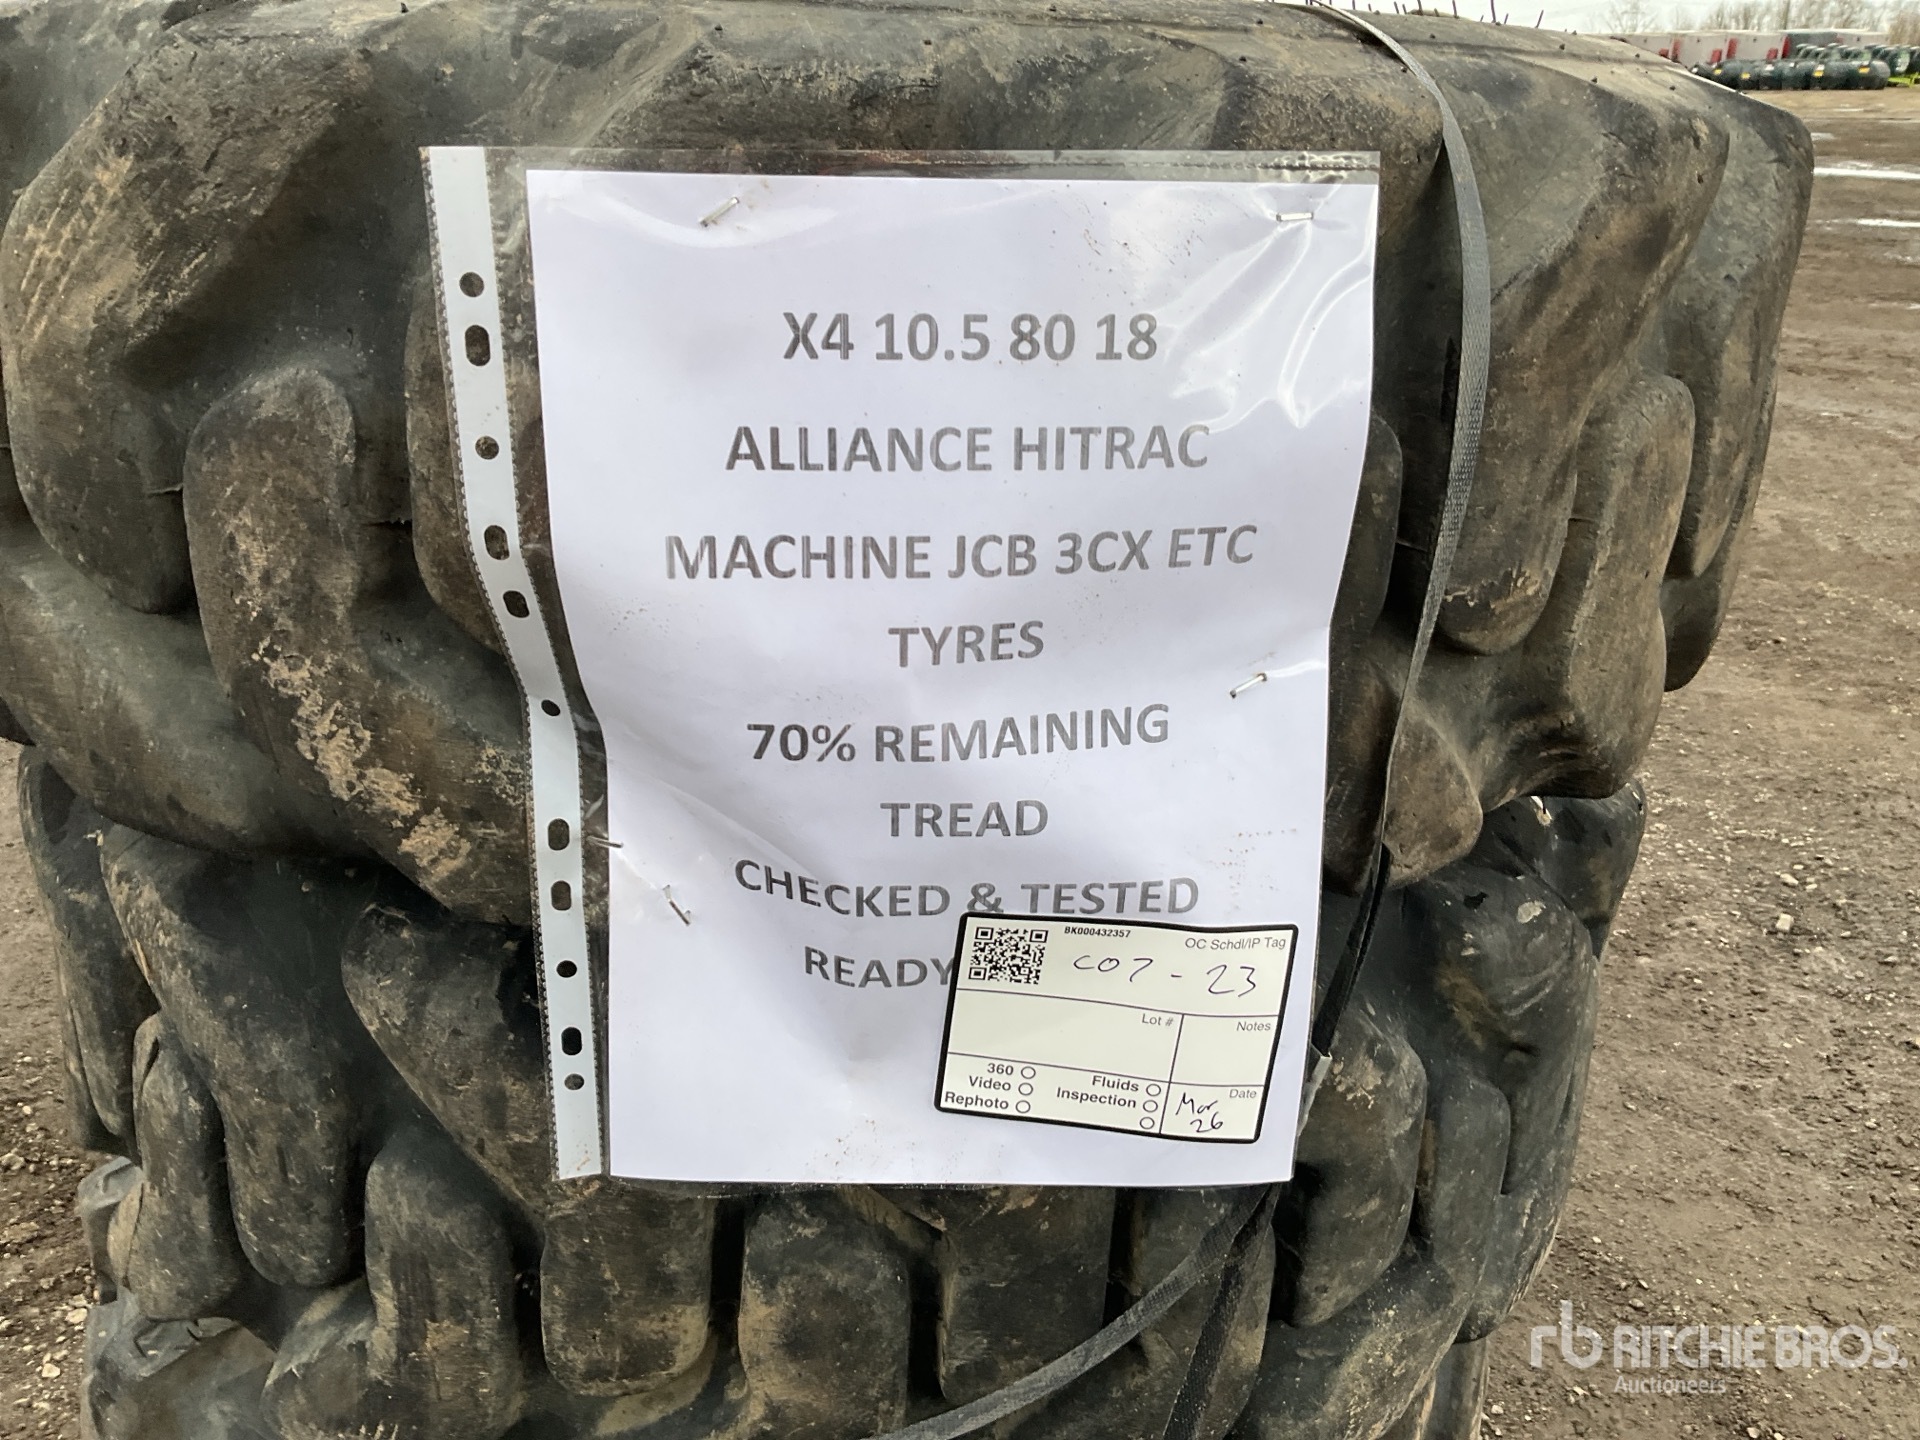 X4 10.5 80 18
ALLIANCE HITRAC
MACHINE JCB 3CX ETC
TYRES
70% REMAINING
TREAD
CHECKED & TESTED
READY
BK000432357
OC Schdl/IP Tag
C07 - 23
Lot #
Notes
360
Video
Rephoto
Fluids
Inspection
Date
Mar
26
rb RITCHIE BROS.
Auctioneers